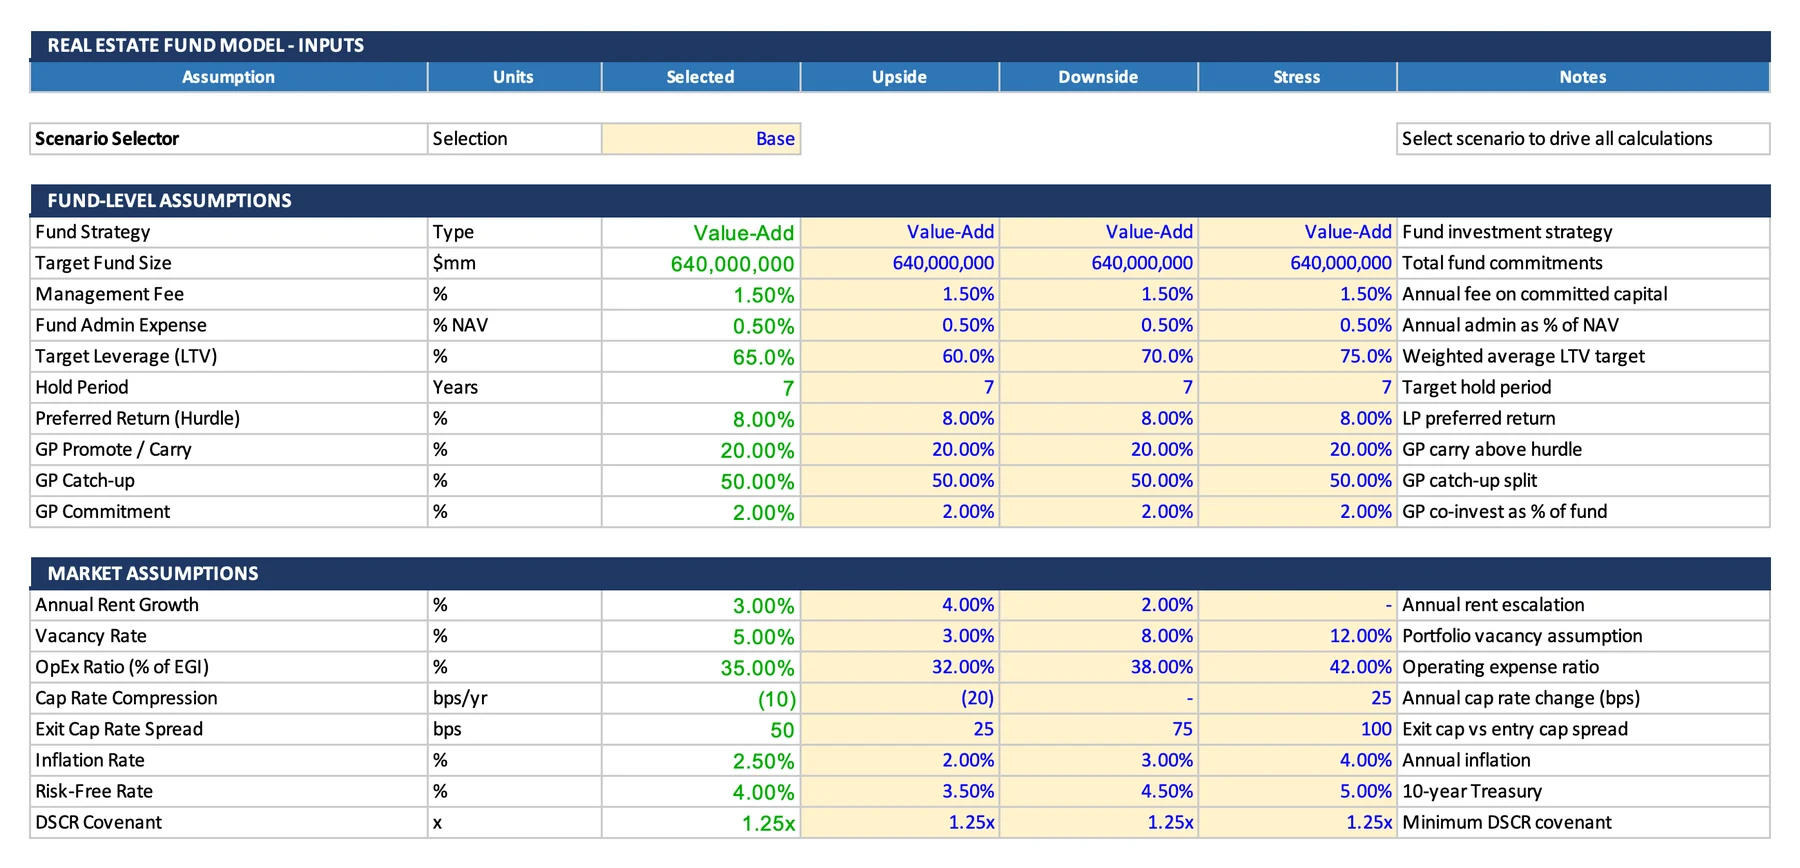 REAL ESTATE FUND MODEL - INPUTS
Assumption Units Selected Upside Downside Stress Notes
Scenario Selector Selection Base Select scenario to drive all calculations
FUND-LEVEL ASSUMPTIONS
Fund Strategy Type Value-Add Value-Add Value-Add Value-Add Fund investment strategy
Target Fund Size $mm 640,000,000 640,000,000 640,000,000 640,000,000 Total fund commitments
Management Fee % 1.50% 1.50% 1.50% 1.50% Annual fee on committed capital
Fund Admin Expense % NAV 0.50% 0.50% 0.50% 0.50% Annual admin as % of NAV
Target Leverage (LTV) % 65.0% 60.0% 70.0% 75.0% Weighted average LTV target
Hold Period Years 7 7 7 7 Target hold period
Preferred Return (Hurdle) % 8.00% 8.00% 8.00% 8.00% LP preferred return
GP Promote / Carry % 20.00% 20.00% 20.00% 20.00% GP carry above hurdle
GP Catch-up % 50.00% 50.00% 50.00% 50.00% GP catch-up split
GP Commitment % 2.00% 2.00% 2.00% 2.00% GP co-invest as % of fund
MARKET ASSUMPTIONS
Annual Rent Growth % 3.00% 4.00% 2.00% - Annual rent escalation
Vacancy Rate % 5.00% 3.00% 8.00% 12.00% Portfolio vacancy assumption
OpEx Ratio (% of EGI) % 35.00% 32.00% 38.00% 42.00% Operating expense ratio
Cap Rate Compression bps/yr (10) (20) - 25 Annual cap rate change (bps)
Exit Cap Rate Spread bps 50 25 75 100 Exit cap vs entry cap spread
Inflation Rate % 2.50% 2.00% 3.00% 4.00% Annual inflation
Risk-Free Rate % 4.00% 3.50% 4.50% 5.00% 10-year Treasury
DSCR Covenant x 1.25x 1.25x 1.25x 1.25x Minimum DSCR covenant